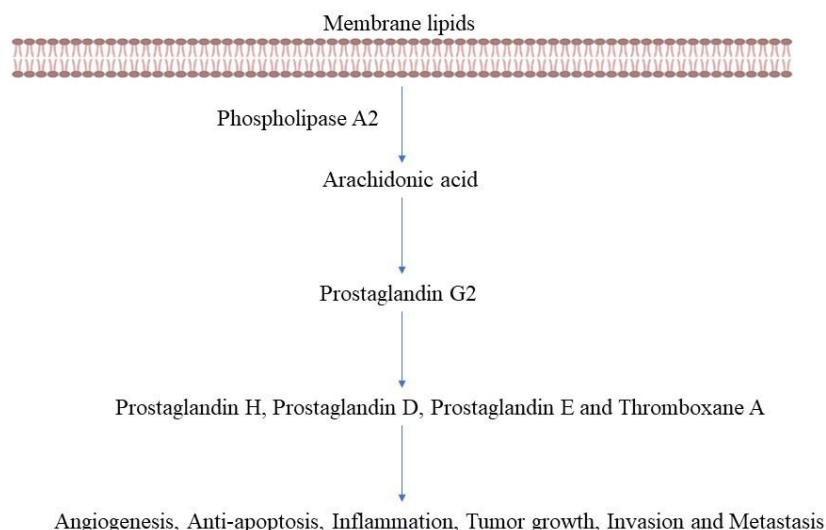 Membrane lipids
Phospholipase A2
Arachidonic acid
Prostaglandin G2
Prostaglandin H, Prostaglandin D, Prostaglandin E and Thromboxane A
Angiogenesis, Anti-apoptosis, Inflammation, Tumor growth, Invasion and Metastasis